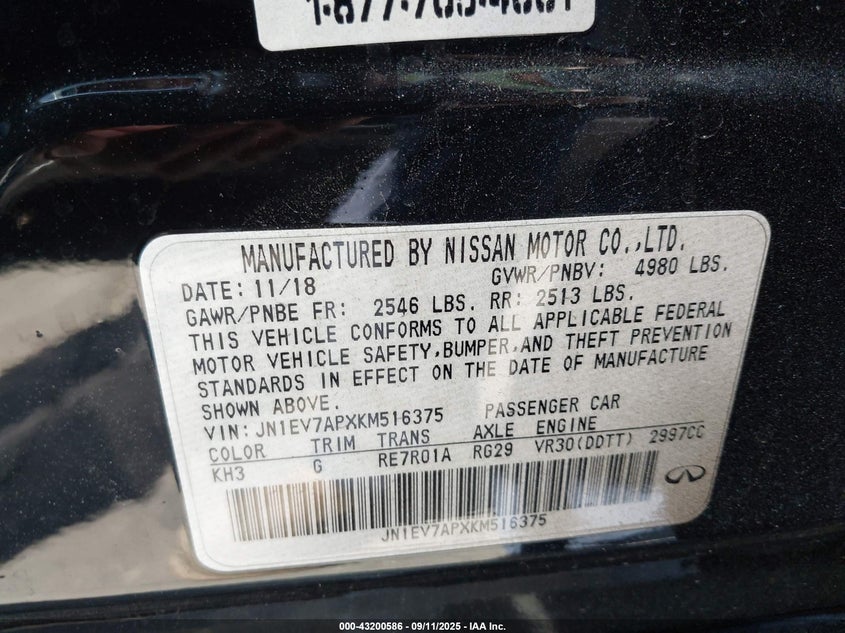 MANUFACTURED BY NISSAN MOTOR CO.,LTD.
DATE: 11/18 GVWR/PNBV: 4980 LBS.
GAWR/PNBE FR: 2546 LBS. RR: 2513 LBS.
THIS VEHICLE CONFORMS TO ALL APPLICABLE FEDERAL
MOTOR VEHICLE SAFETY,BUMPER,AND THEFT PREVENTION
STANDARDS IN EFFECT ON THE DATE OF MANUFACTURE
SHOWN ABOVE.
VIN: JN1EV7APXKM516375 PASSENGER CAR
COLOR TRIM TRANS AXLE ENGINE
KH3 G RE7R01A RG29 VR30(DDTT) 2997CC
JN1EV7APXKM516375
000-43200586 - 09/11/2025 - IAA Inc.